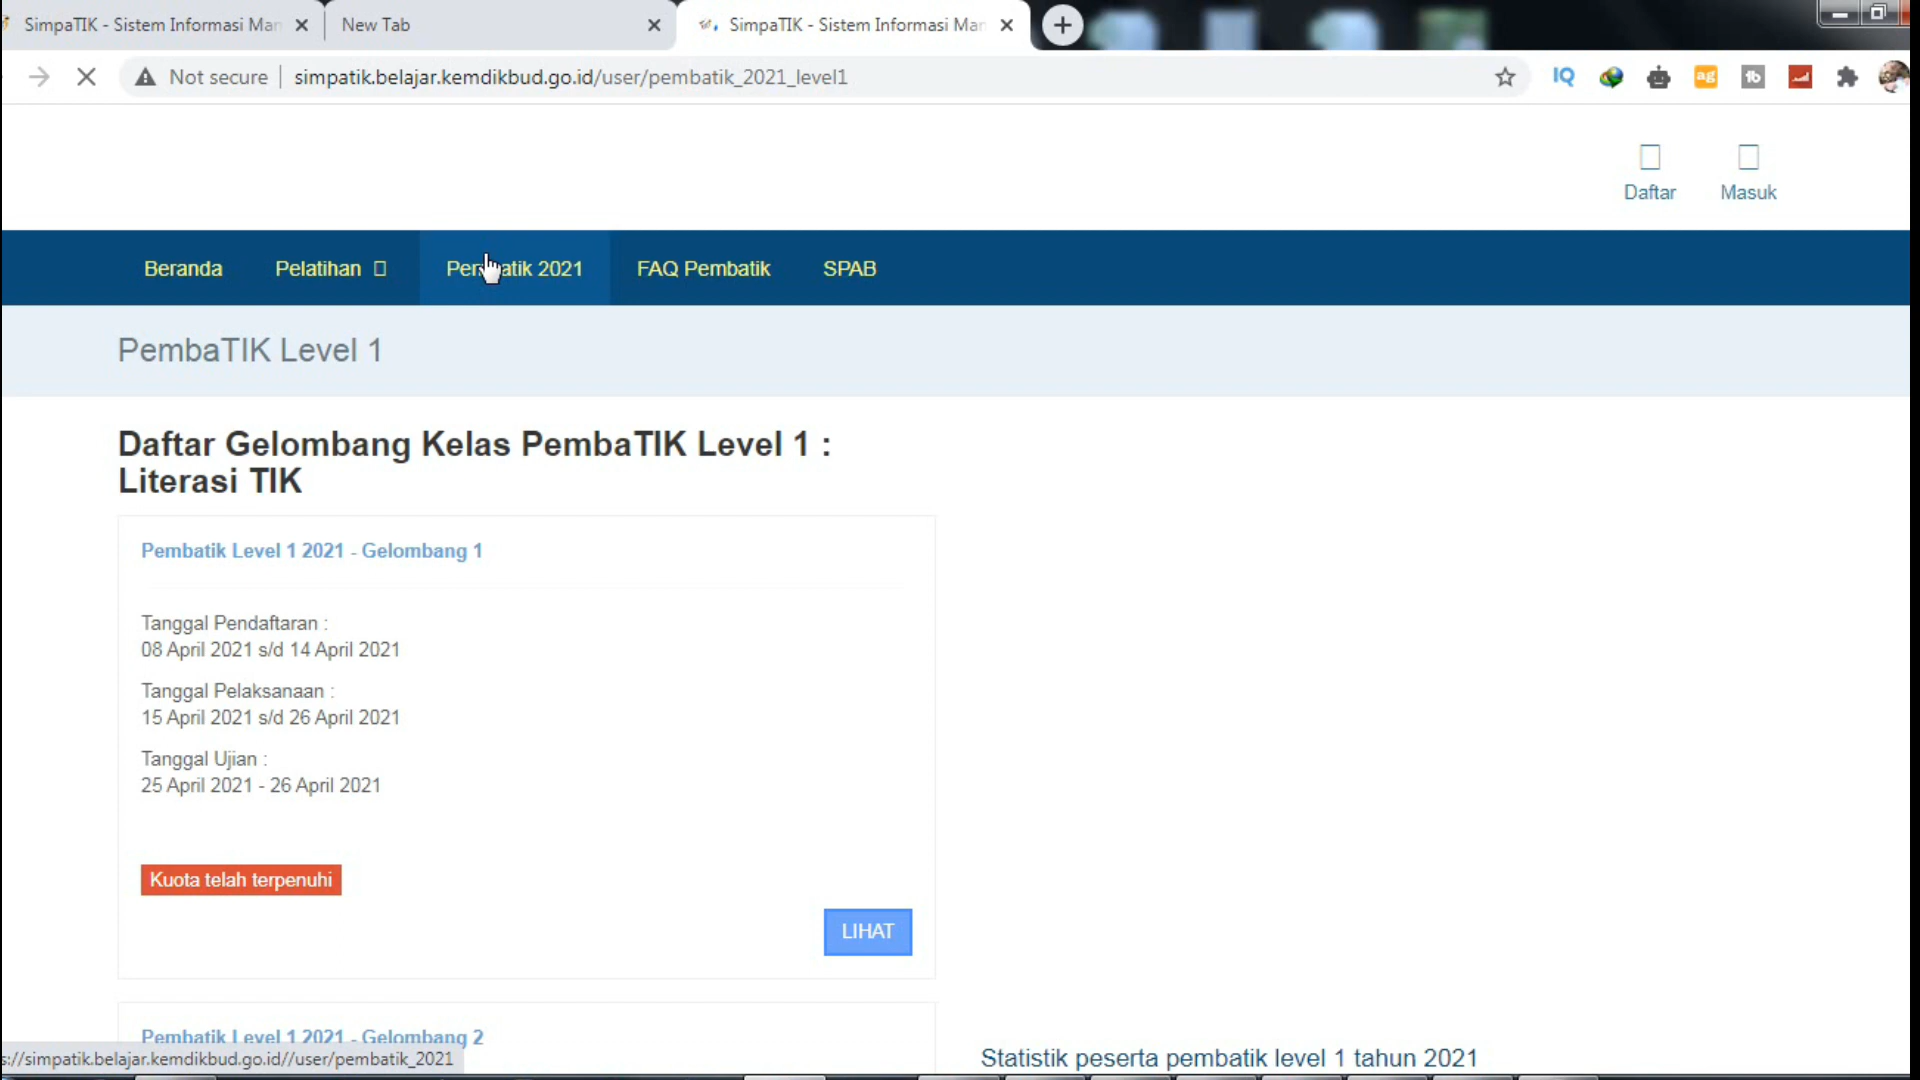 SimpaTIK - Sistem Informasi Man
New Tab
SimpaTIK - Sistem Informasi Man
Not secure
simpatik.belajar.kemdikbud.go.id/user/pembatik_2021_level1
IQ
ag
tb
Daftar
Masuk
Beranda
Pelatihan
Pembatik 2021
FAQ Pembatik
SPAB
PembaTIK Level 1
Daftar Gelombang Kelas PembaTIK Level 1 :
Literasi TIK
Pembatik Level 1 2021 - Gelombang 1
Tanggal Pendaftaran :
08 April 2021 s/d 14 April 2021
Tanggal Pelaksanaan :
15 April 2021 s/d 26 April 2021
Tanggal Ujian :
25 April 2021 - 26 April 2021
Kuota telah terpenuhi
LIHAT
Pembatik Level 1 2021 - Gelombang 2
s://simpatik.belajar.kemdikbud.go.id//user/pembatik_2021
Statistik peserta pembatik level 1 tahun 2021